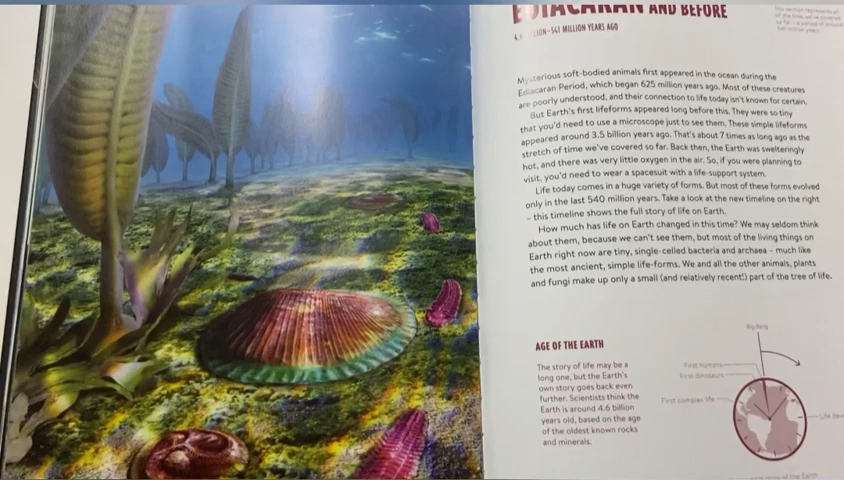 EDIACARAN AND BEFORE
MILLION YEARS AGO
Mysterious soft-bodied animals first appeared in the ocean during the
Ediacaran Period, which began 625 million years ago. Most of these creatures
are poorly understood, and their connection to life today isn't known for certain.
But Earth's first lifeforms appeared long before this. They were so tiny
that you'd need to use a microscope just to see them. These simple lifeforms
appeared around 3.5 billion years ago. That's about 7 times as long ago as the
stretch of time we've covered so far. Back then, the Earth was swelteringly
hot, and there was very little oxygen in the air. So, if you were planning to
visit, you'd need to wear a spacesuit with a life-support system.
Life today comes in a huge variety of forms. But most of these forms evolved
only in the last 540 million years. Take a look at the new timeline on the right
– this timeline shows the full story of life on Earth.
How much has life on Earth changed in this time? We may seldom think
about them, because we can't see them, but most of the living things on
Earth right now are tiny, single-celled bacteria and archaea – much like
the most ancient, simple life-forms. We and all the other animals, plants
and fungi make up only a small (and relatively recent!) part of the tree of life.
AGE OF THE EARTH
The story of life may be a
long one, but the Earth's
own story goes back even
further. Scientists think the
Earth is around 4.6 billion
years old, based on the age
of the oldest known rocks
and minerals.
Big Bang
First humans
First dinosaurs
First complex life
Life
of the Earth